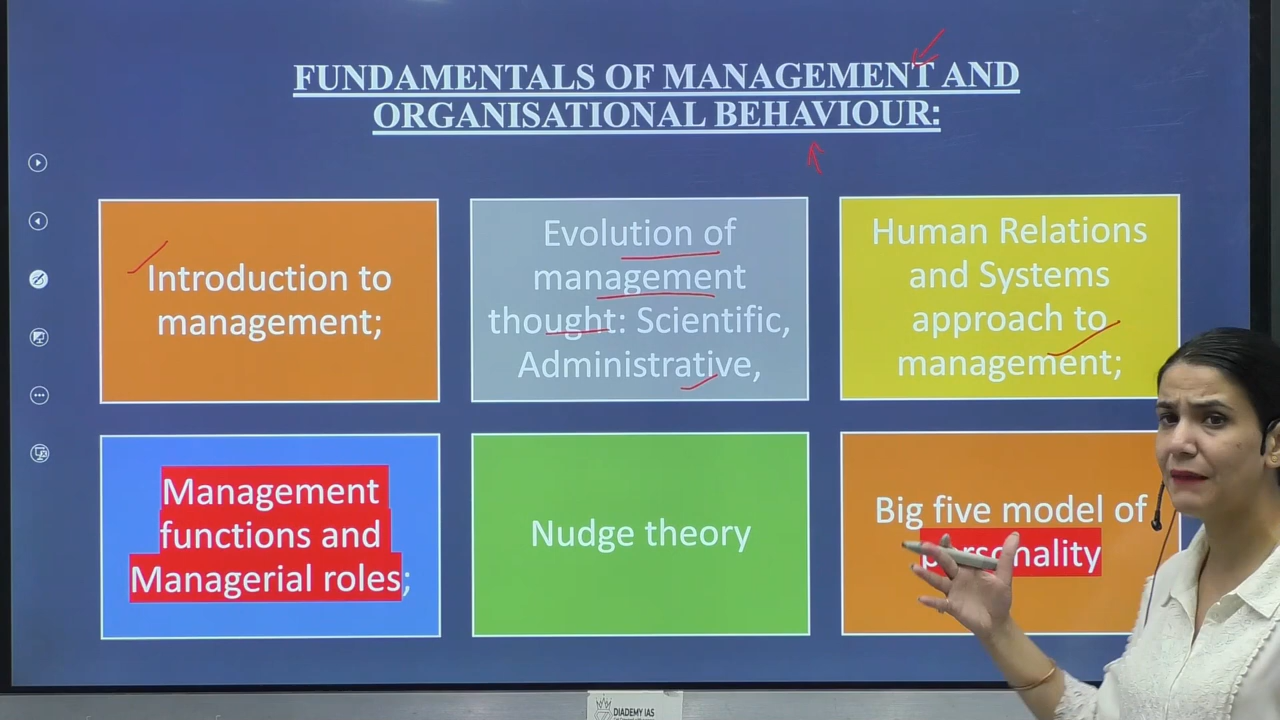 FUNDAMENTALS OF MANAGEMENT AND
ORGANISATIONAL BEHAVIOUR:
Introduction to
management;
Evolution of
management
thought: Scientific,
Administrative,
Human Relations
and Systems
approach to
management;
Management
functions and
Managerial roles;
Nudge theory
Big five model of
personality
DIADEMY IAS